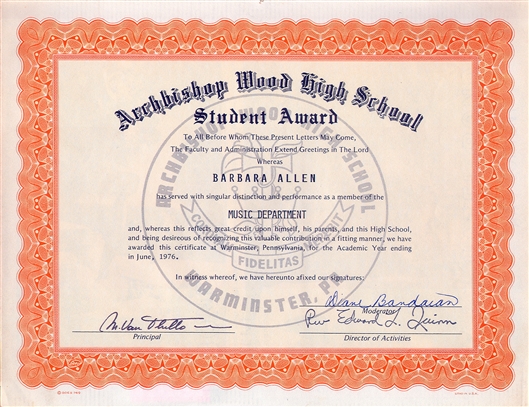 Archbishop Wood High School
Student Award
To All Before Whom These Present Letters May Come,
The Faculty and Administration Extend Greetings in The Lord
Whereas
BARBARA ALLEN
has served with singular distinction and performance as a member of the
MUSIC DEPARTMENT
and, whereas this reflects great credit upon himself, his parents, and this High School,
and being desireous of recognizing this valuable contribution in a fitting manner, we have
awarded this certificate at Warminster, Pennsylvania, for the Academic Year ending
in June, 1976.
FIDELITAS
WARMINSTER, PA
In witness whereof, we have hereunto afixed our signatures:
Diane
Moderator
Rev Edward L. Quinn
Principal
Director of Activities